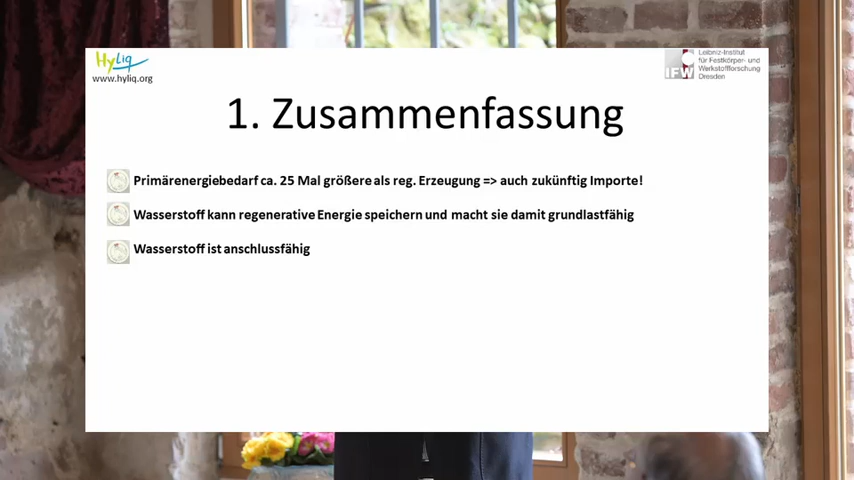 HyLiq
www.hyliq.org
IFW
Leibniz-Institut
für Festkörper- und
Werkstoffforschung
Dresden
1. Zusammenfassung
Primärenergiebedarf ca. 25 Mal größere als reg. Erzeugung => auch zukünftig Importe!
Wasserstoff kann regenerative Energie speichern und macht sie damit grundlastfähig
Wasserstoff ist anschlussfähig